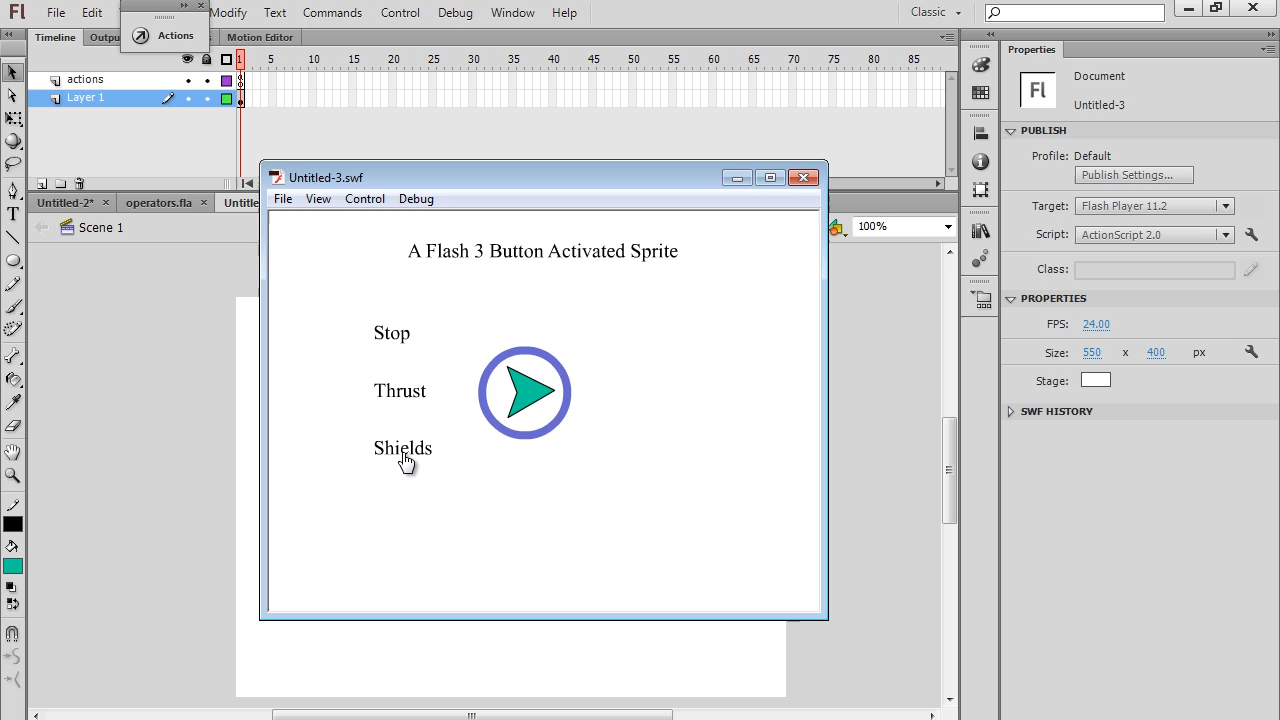 Fl File Edit Modify Text Commands Control Debug Window Help Classic
Actions
Timeline Outpu Motion Editor
1 5 10 15 20 25 30 35 40 45 50 55 60 65 70 75 80 85
actions
Layer 1
Untitled-2* × operators.fla × Untitle
Scene 1
100%
Untitled-3.swf
File View Control Debug
A Flash 3 Button Activated Sprite
Stop
Thrust
Shields
Properties
Fl
Document
Untitled-3
PUBLISH
Profile: Default
Publish Settings...
Target: Flash Player 11.2
Script: ActionScript 2.0
Class:
PROPERTIES
FPS: 24.00
Size: 550 x 400 px
Stage:
SWF HISTORY